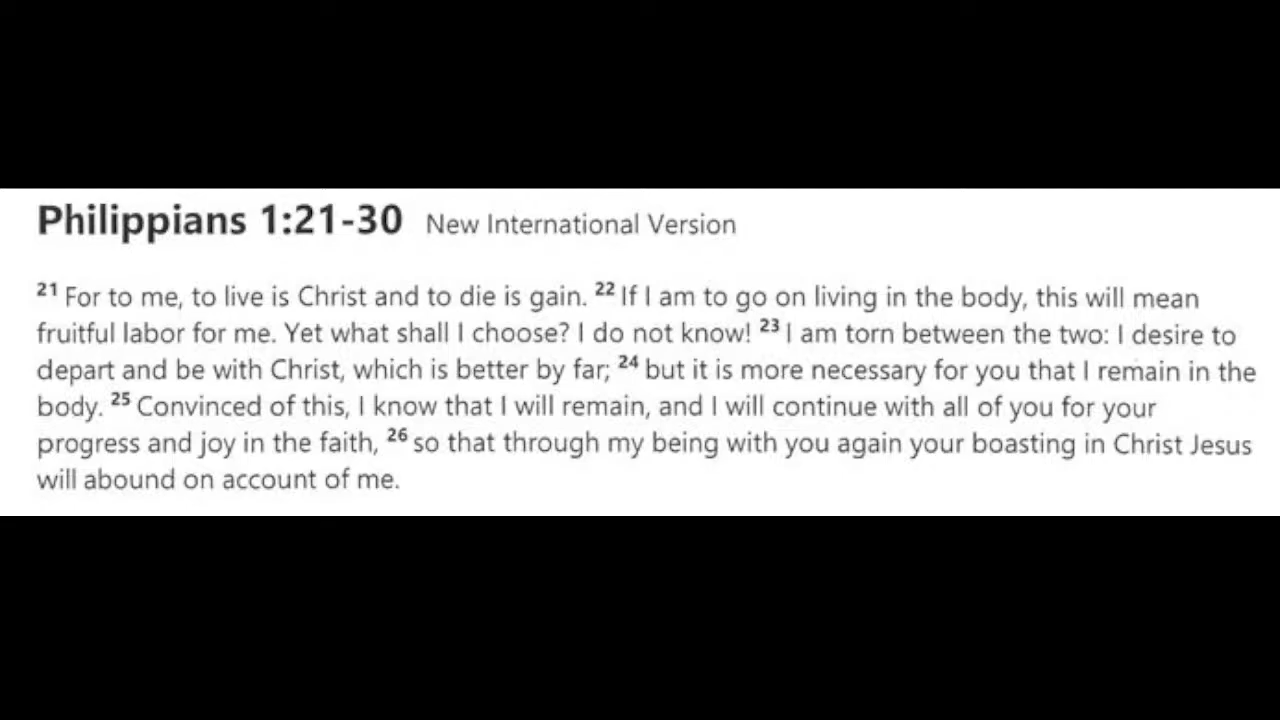 Philippians 1:21-30 New International Version
21 For to me, to live is Christ and to die is gain. 22 If I am to go on living in the body, this will mean
fruitful labor for me. Yet what shall I choose? I do not know! 23 I am torn between the two: I desire to
depart and be with Christ, which is better by far; 24 but it is more necessary for you that I remain in the
body. 25 Convinced of this, I know that I will remain, and I will continue with all of you for your
progress and joy in the faith, 26 so that through my being with you again your boasting in Christ Jesus
will abound on account of me.